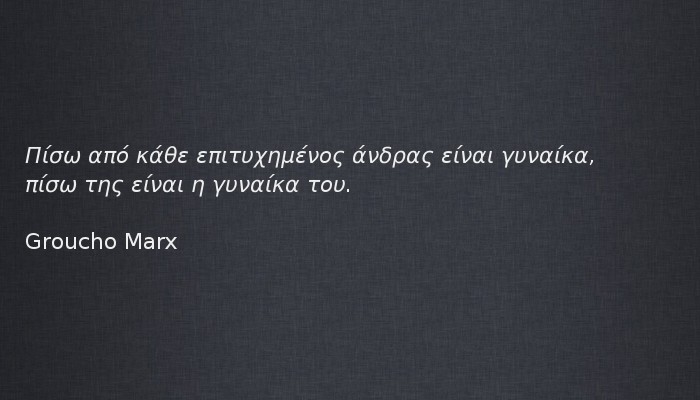 Πίσω από κάθε επιτυχημένος άνδρας είναι γυναίκα,
πίσω της είναι η γυναίκα του.
Groucho Marx